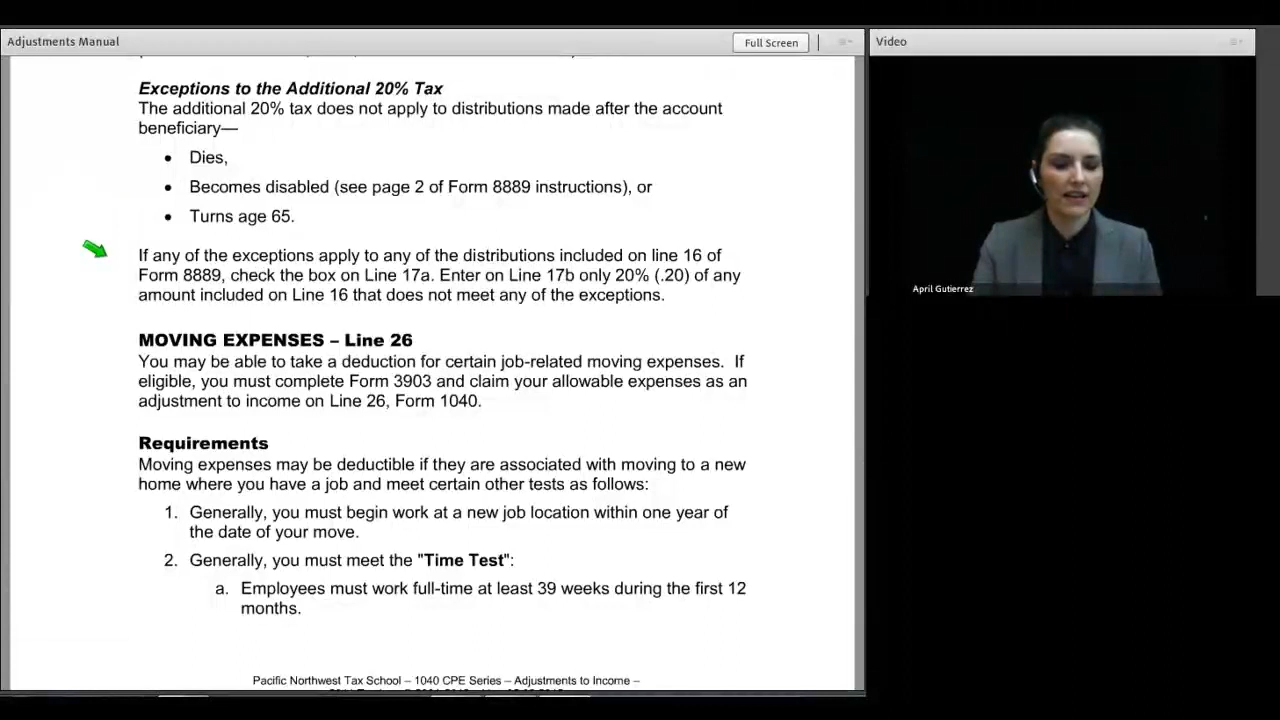 Adjustments Manual
Full Screen
Video
Exceptions to the Additional 20% Tax
The additional 20% tax does not apply to distributions made after the account
beneficiary—
• Dies,
• Becomes disabled (see page 2 of Form 8889 instructions), or
• Turns age 65.
If any of the exceptions apply to any of the distributions included on line 16 of
Form 8889, check the box on Line 17a. Enter on Line 17b only 20% (.20) of any
amount included on Line 16 that does not meet any of the exceptions.
MOVING EXPENSES – Line 26
You may be able to take a deduction for certain job-related moving expenses. If
eligible, you must complete Form 3903 and claim your allowable expenses as an
adjustment to income on Line 26, Form 1040.
Requirements
Moving expenses may be deductible if they are associated with moving to a new
home where you have a job and meet certain other tests as follows:
1. Generally, you must begin work at a new job location within one year of
the date of your move.
2. Generally, you must meet the "Time Test":
a. Employees must work full-time at least 39 weeks during the first 12
months.
Pacific Northwest Tax School – 1040 CPE Series – Adjustments to Income –
April Gutierrez